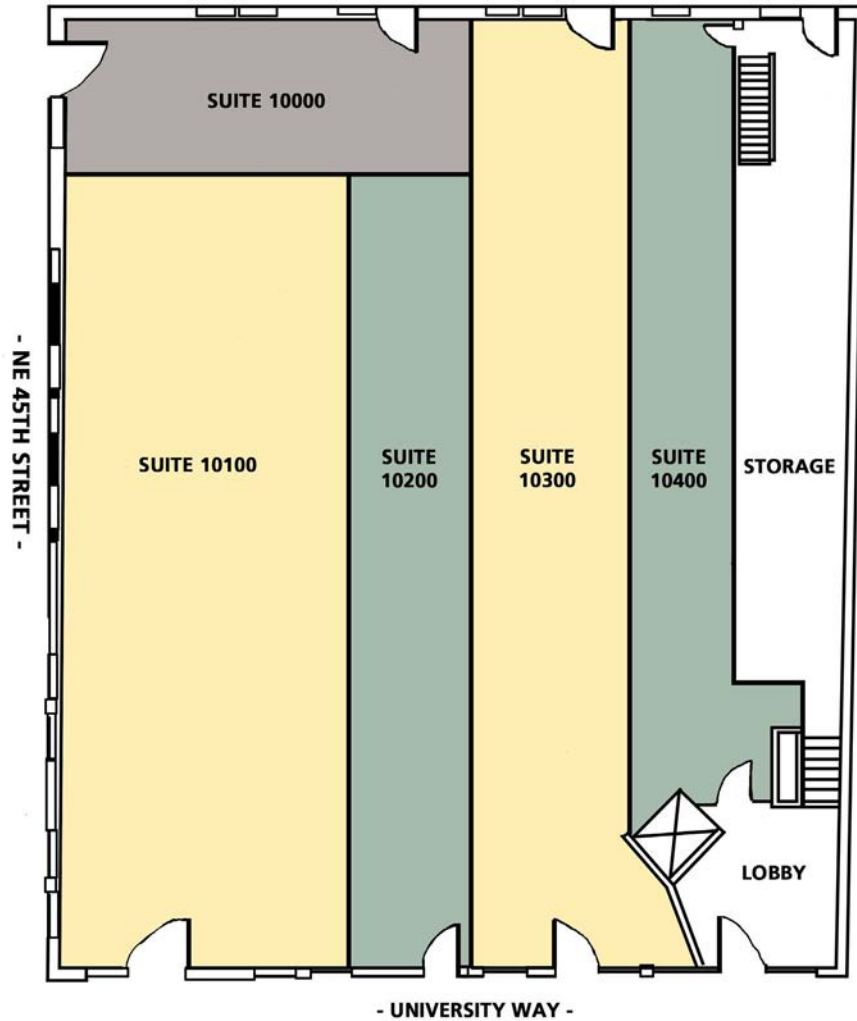 SUITE 10000
- NE 45TH STREET -
SUITE 10100
SUITE
10200
SUITE
10300
SUITE
10400
STORAGE
LOBBY
- UNIVERSITY WAY -